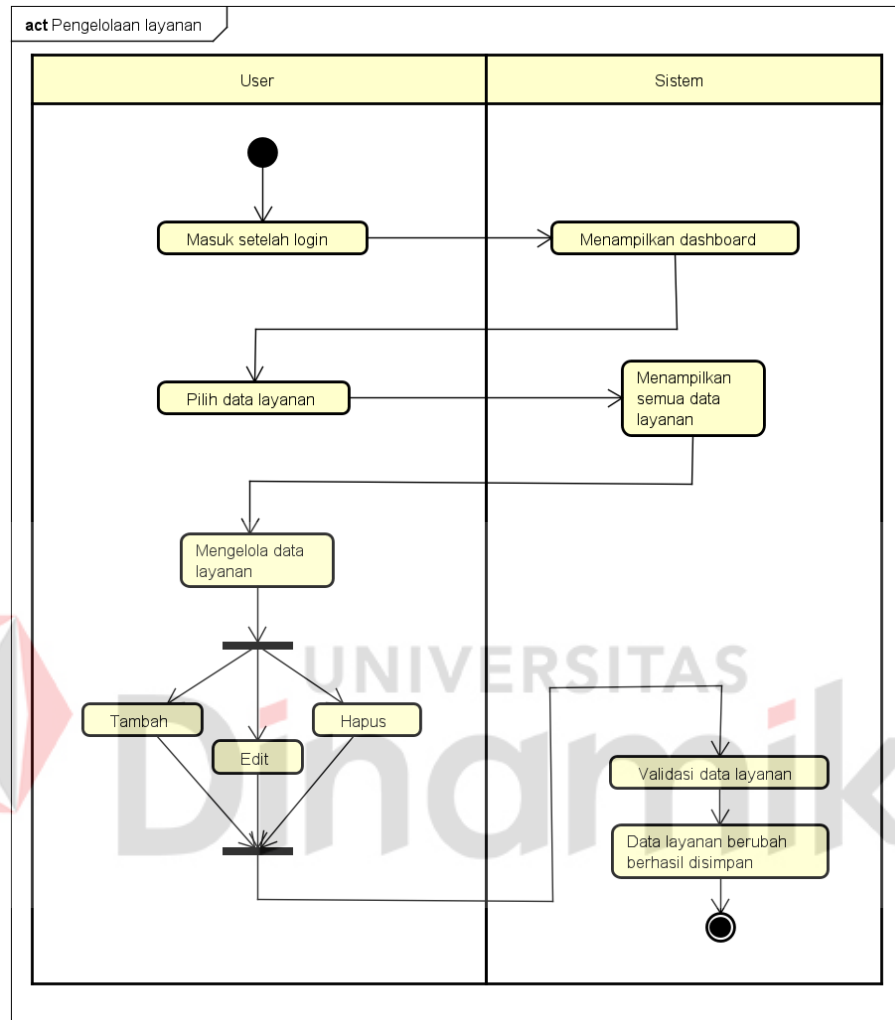 act Pengelolaan layanan
User
Sistem
Masuk setelah login
Menampilkan dashboard
Pilih data layanan
Menampilkan
semua data
layanan
Mengelola data
layanan
UNIVERSITAS
Dinamik
Tambah
Hapus
Edit
Validasi data layanan
Data layanan berubah
berhasil disimpan